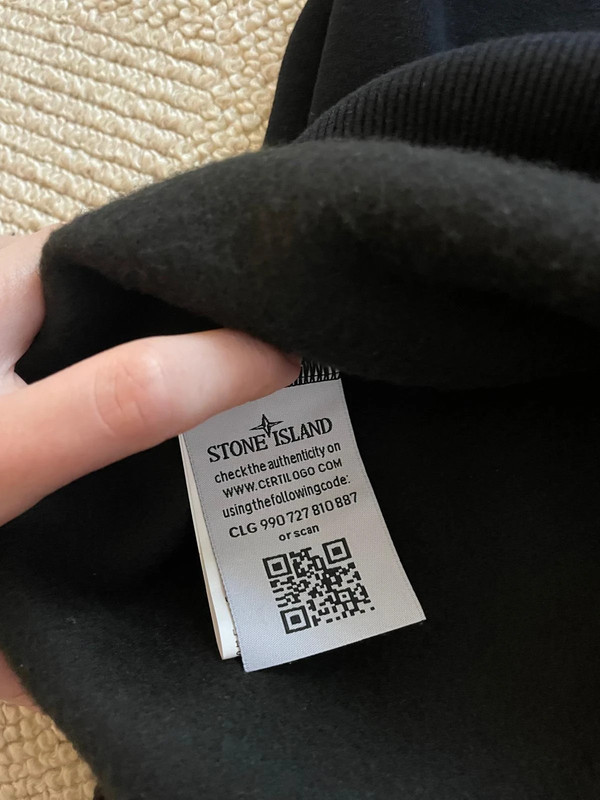 STONE ISLAND
check the authenticity on
WWW.CERTILOGO COM
using the following code:
CLG 990 727 810 887
or scan